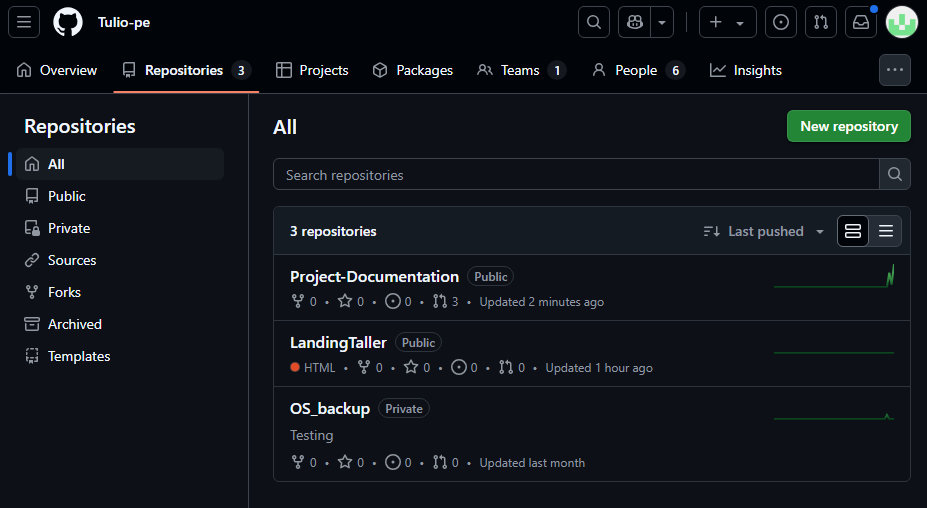 Tulio-pe
Overview Repositories 3 Projects Packages Teams 1 People 6 Insights
Repositories
All
Public
Private
Sources
Forks
Archived
Templates
All
New repository
Search repositories
3 repositories
Last pushed
Project-Documentation Public
0 • 0 • 0 • 3 • Updated 2 minutes ago
LandingTaller Public
HTML • 0 • 0 • 0 • 0 • Updated 1 hour ago
OS_backup Private
Testing
0 • 0 • 0 • 0 • Updated last month